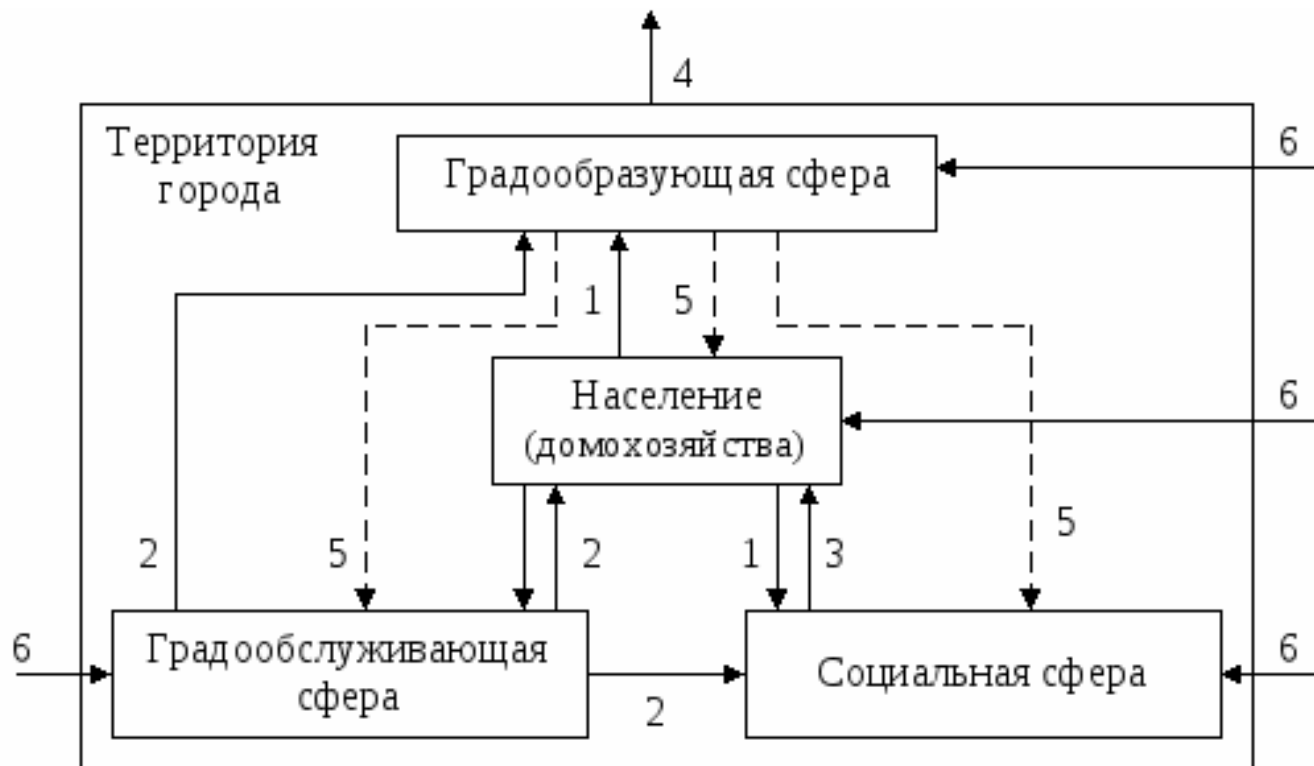 4
Территория
города
Градообразующая сфера
6
1
5
Население
(домохозяйства)
6
2
5
2
1
3
5
6
Градообслуживающая
сфера
2
Социальная сфера
6